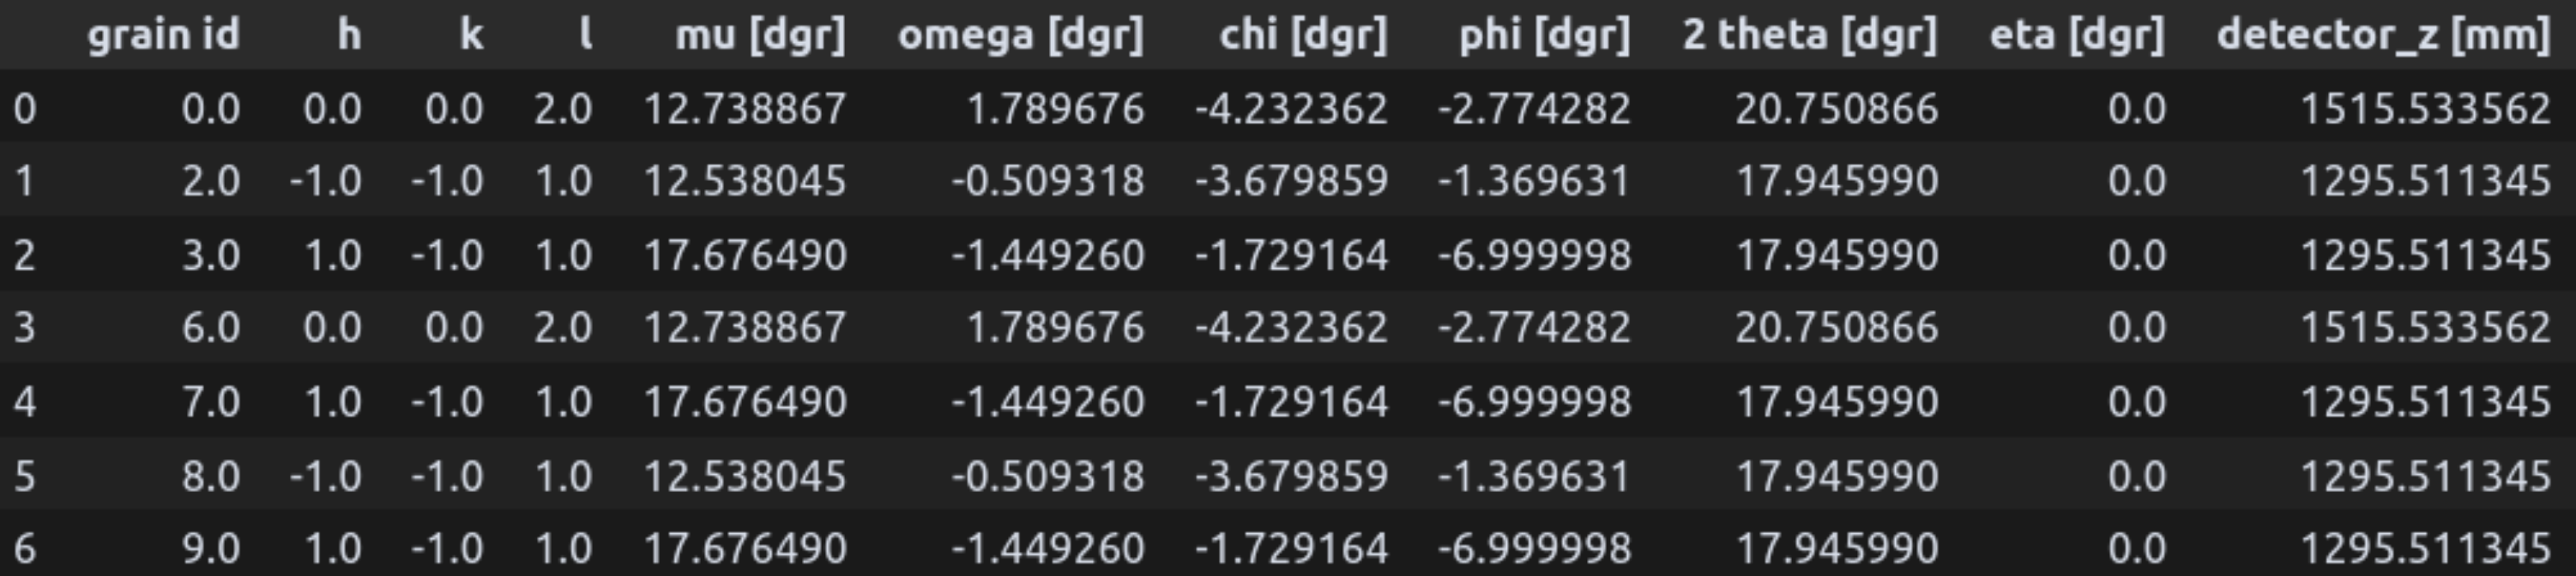 grain id h k l mu [dgr] omega [dgr] chi [dgr] phi [dgr] 2 theta [dgr] eta [dgr] detector_z [mm]
0 0.0 0.0 0.0 2.0 12.738867 1.789676 -4.232362 -2.774282 20.750866 0.0 1515.533562
1 2.0 -1.0 -1.0 1.0 12.538045 -0.509318 -3.679859 -1.369631 17.945990 0.0 1295.511345
2 3.0 1.0 -1.0 1.0 17.676490 -1.449260 -1.729164 -6.999998 17.945990 0.0 1295.511345
3 6.0 0.0 0.0 2.0 12.738867 1.789676 -4.232362 -2.774282 20.750866 0.0 1515.533562
4 7.0 1.0 -1.0 1.0 17.676490 -1.449260 -1.729164 -6.999998 17.945990 0.0 1295.511345
5 8.0 -1.0 -1.0 1.0 12.538045 -0.509318 -3.679859 -1.369631 17.945990 0.0 1295.511345
6 9.0 1.0 -1.0 1.0 17.676490 -1.449260 -1.729164 -6.999998 17.945990 0.0 1295.511345